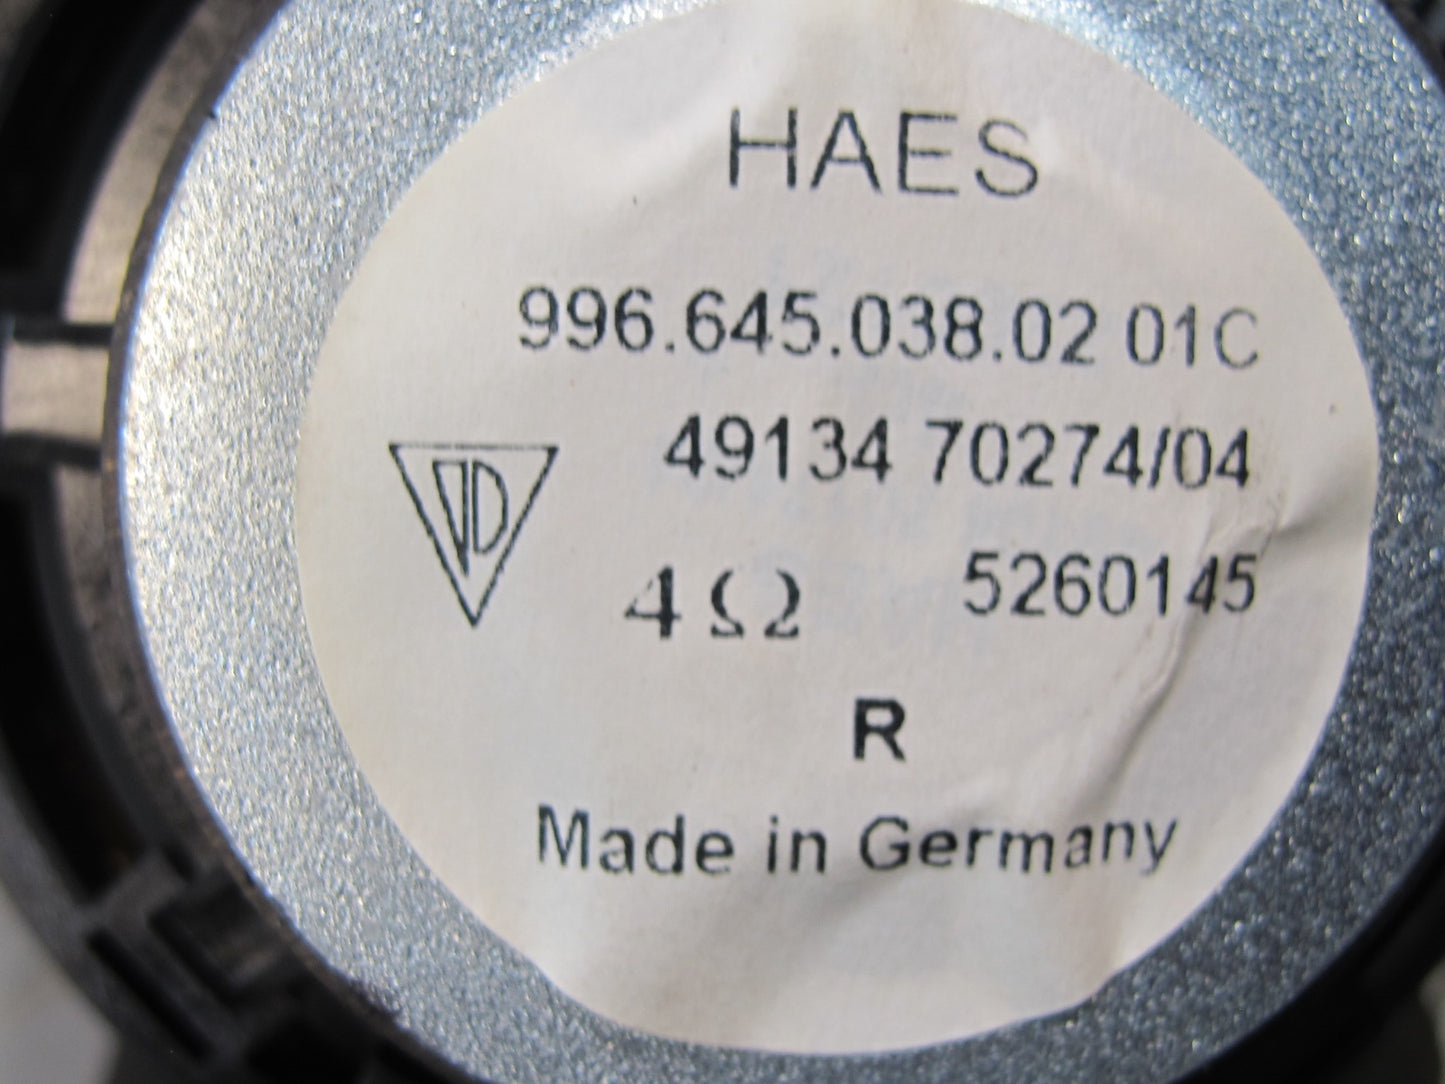 HAES
996.645.038.02 01C
49134 70274/04
4Ω 5260145
R
Made in Germany